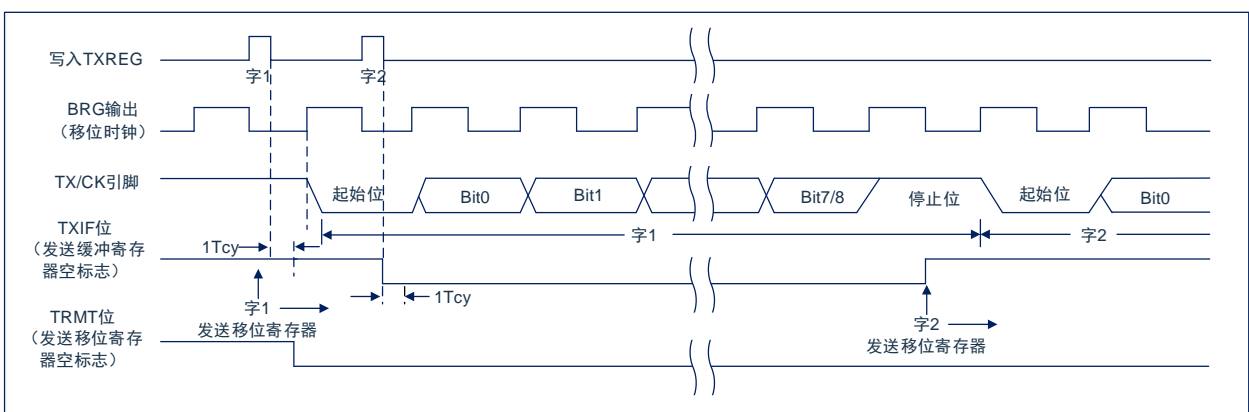 写入TXREG
字1
字2
BRG输出
（移位时钟）
TX/CK引脚
起始位
Bit0
Bit1
Bit7/8
停止位
起始位
Bit0
TXIF位
（发送缓冲寄存
器空标志）
1Tcy
字1
字2
1Tcy
字1
发送移位寄存器
字2
发送移位寄存器
TRMT位
（发送移位寄存
器空标志）